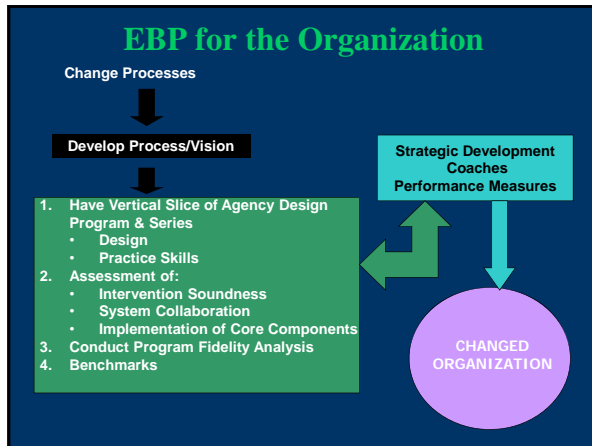 EBP for the Organization
Change Processes
Develop Process/Vision
1. Have Vertical Slice of Agency Design
Program & Series
• Design
• Practice Skills
2. Assessment of:
• Intervention Soundness
• System Collaboration
• Implementation of Core Components
3. Conduct Program Fidelity Analysis
4. Benchmarks
Strategic Development
Coaches
Performance Measures
CHANGED
ORGANIZATION